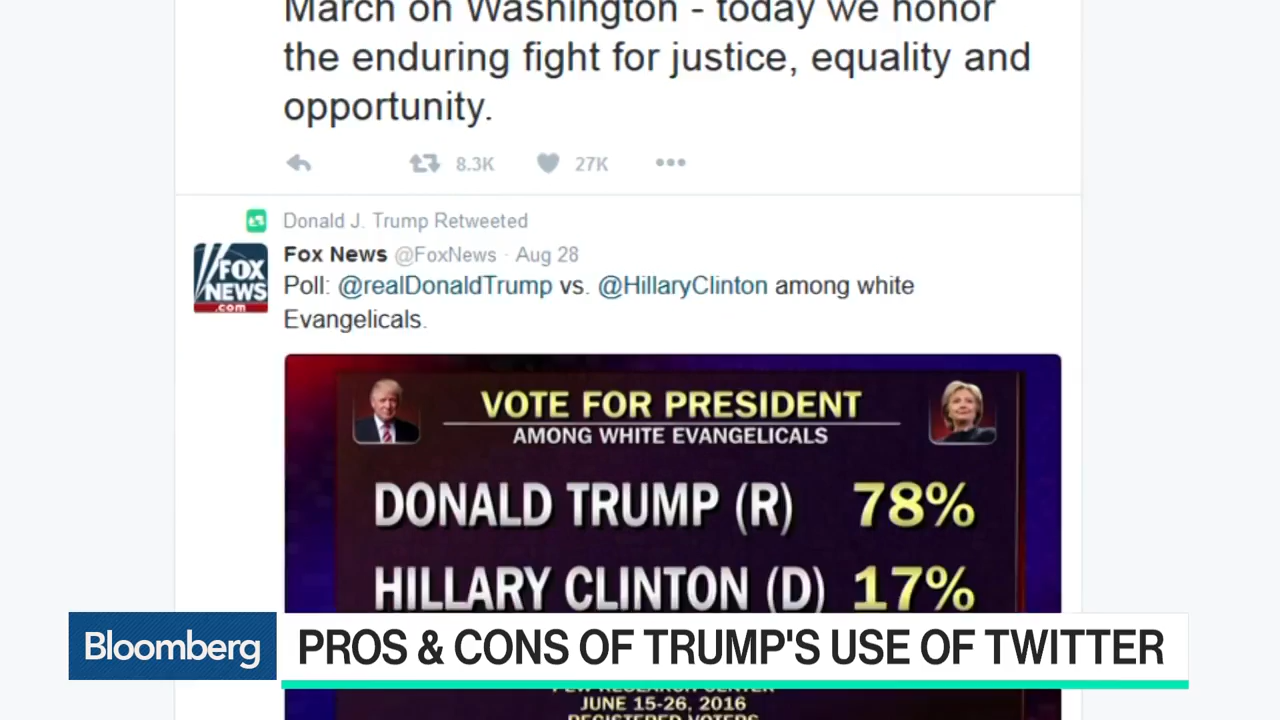 March on Washington - today we honor
the enduring fight for justice, equality and
opportunity.
8.3K 27K
Donald J. Trump Retweeted
Fox News @FoxNews · Aug 28
FOX
NEWS
.com
Poll: @realDonaldTrump vs. @HillaryClinton among white
Evangelicals.
VOTE FOR PRESIDENT
AMONG WHITE EVANGELICALS
DONALD TRUMP (R) 78%
HILLARY CLINTON (D) 17%
Bloomberg
PROS & CONS OF TRUMP'S USE OF TWITTER
PEW RESEARCH CENTER
JUNE 15-26, 2016
REGISTERED VOTERS